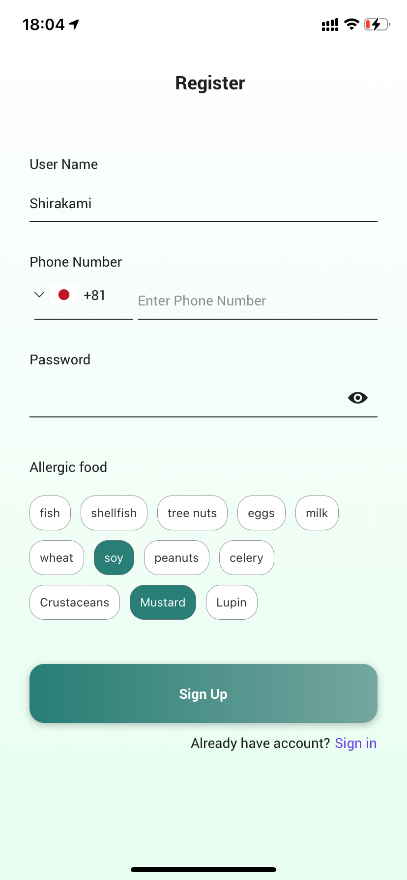 18:04
Register
User Name
Shirakami
Phone Number
+81 Enter Phone Number
Password
Allergic food
fish shellfish tree nuts eggs milk
wheat soy peanuts celery
Crustaceans Mustard Lupin
Sign Up
Already have account? Sign in